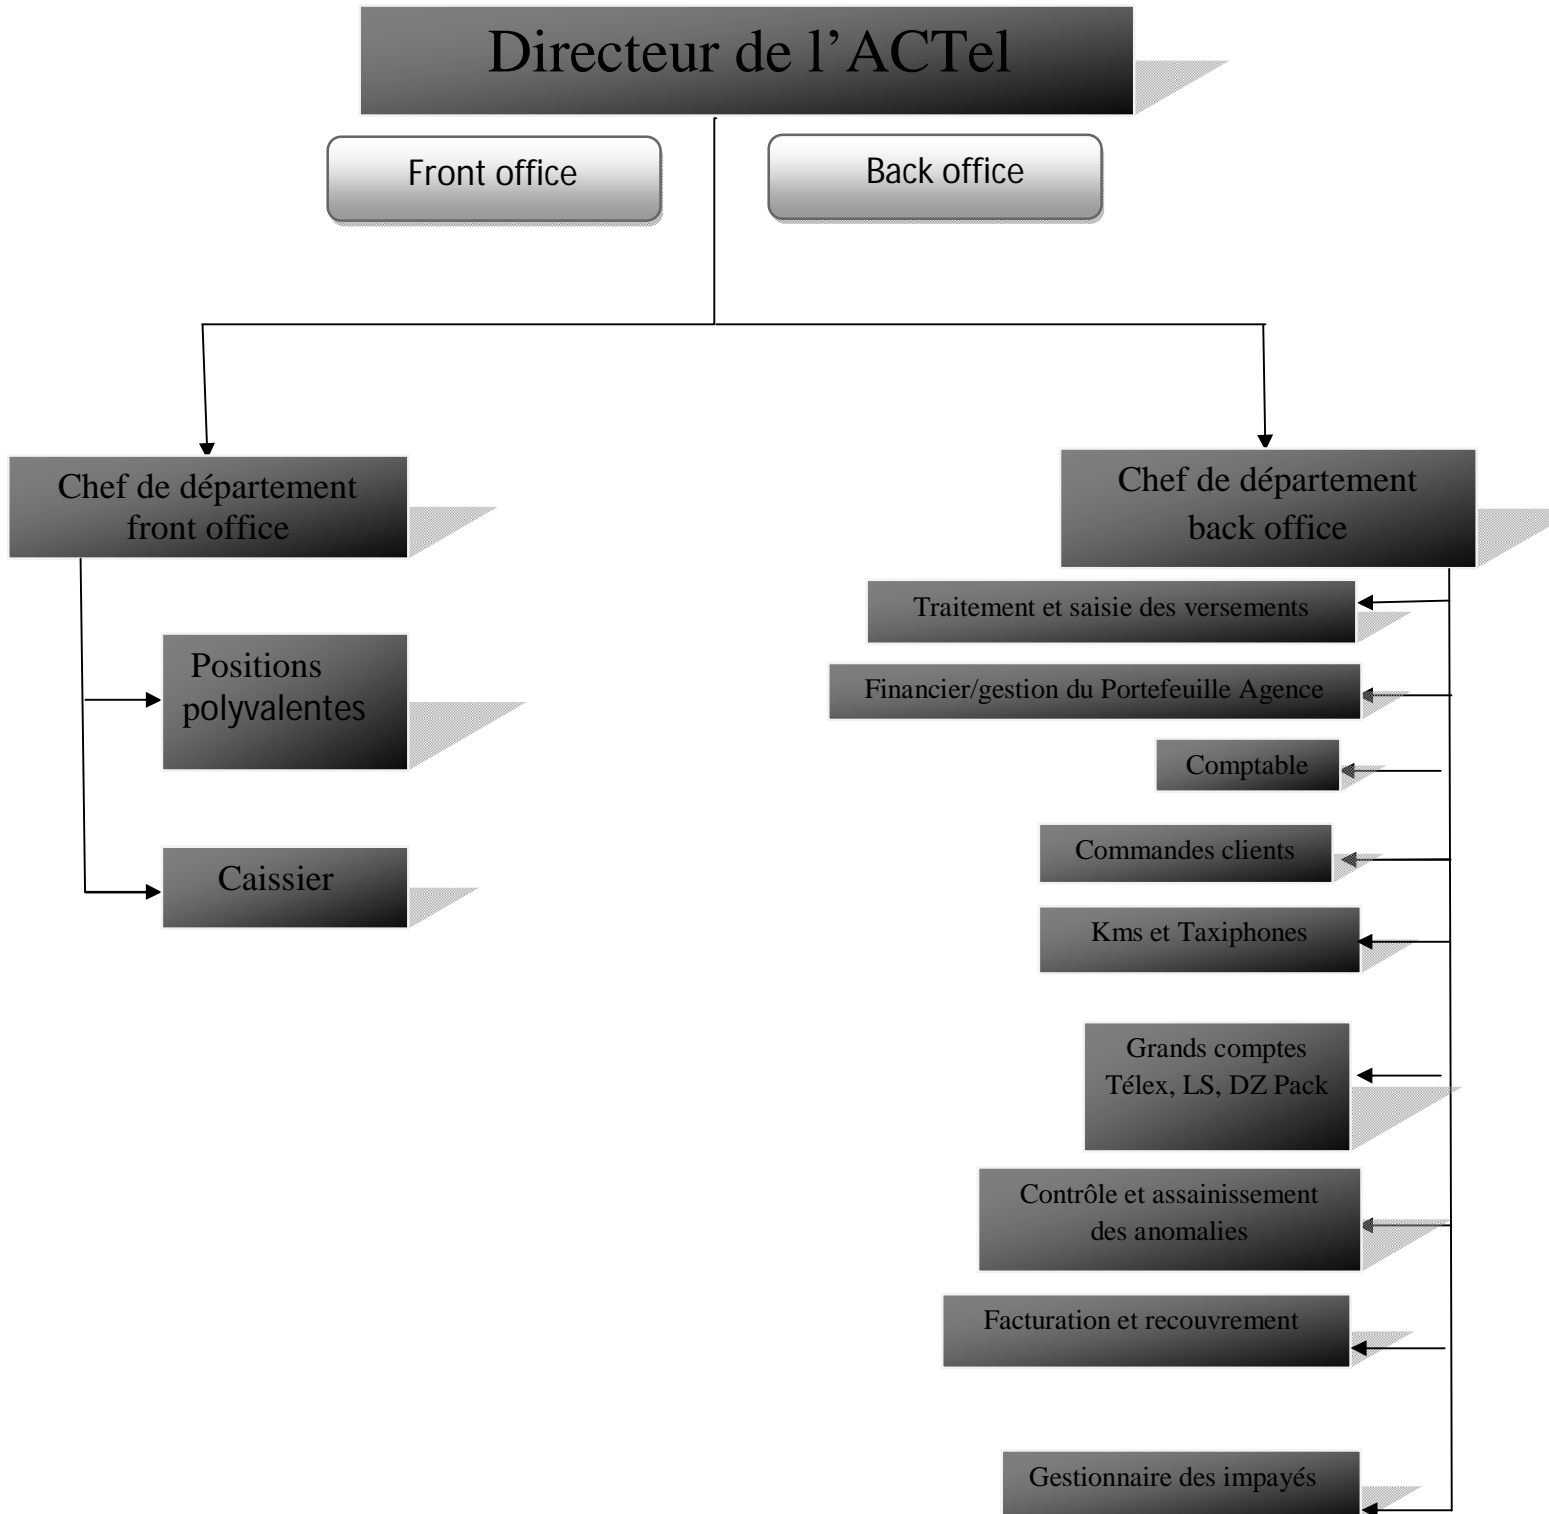 Directeur de l’ACTel
Front office
Back office
Chef de département
front office
Chef de département
back office
Traitement et saisie des versements
Positions
polyvalentes
Financier/gestion du Portefeuille Agence
Comptable
Commandes clients
Caissier
Kms et Taxiphones
Grands comptes
Télex, LS, DZ Pack
Contrôle et assainissement
des anomalies
Facturation et recouvrement
Gestionnaire des impayés